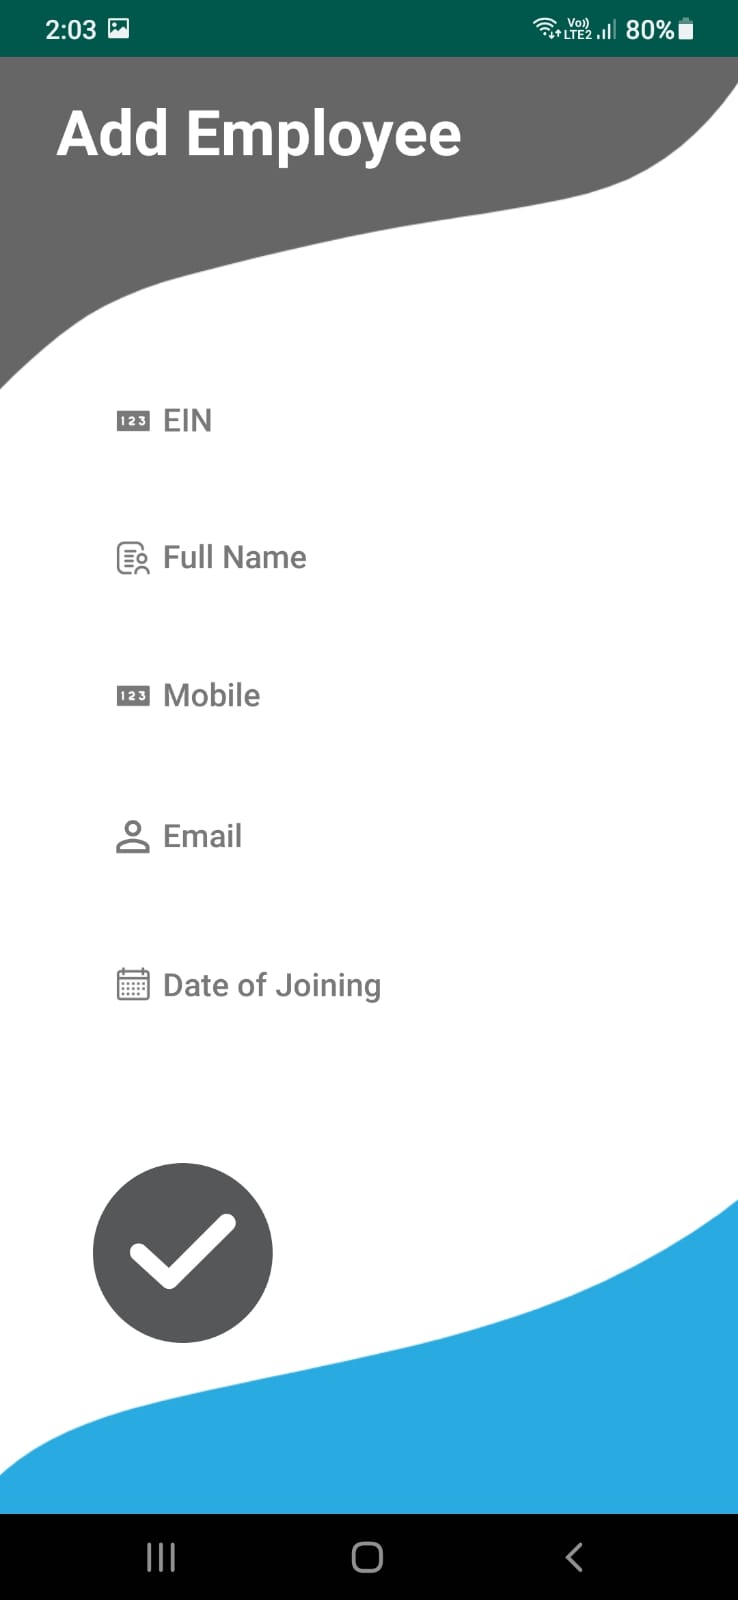 2:03 Vo)) LTE2 80%
Add Employee
123 EIN
Full Name
123 Mobile
Email
Date of Joining